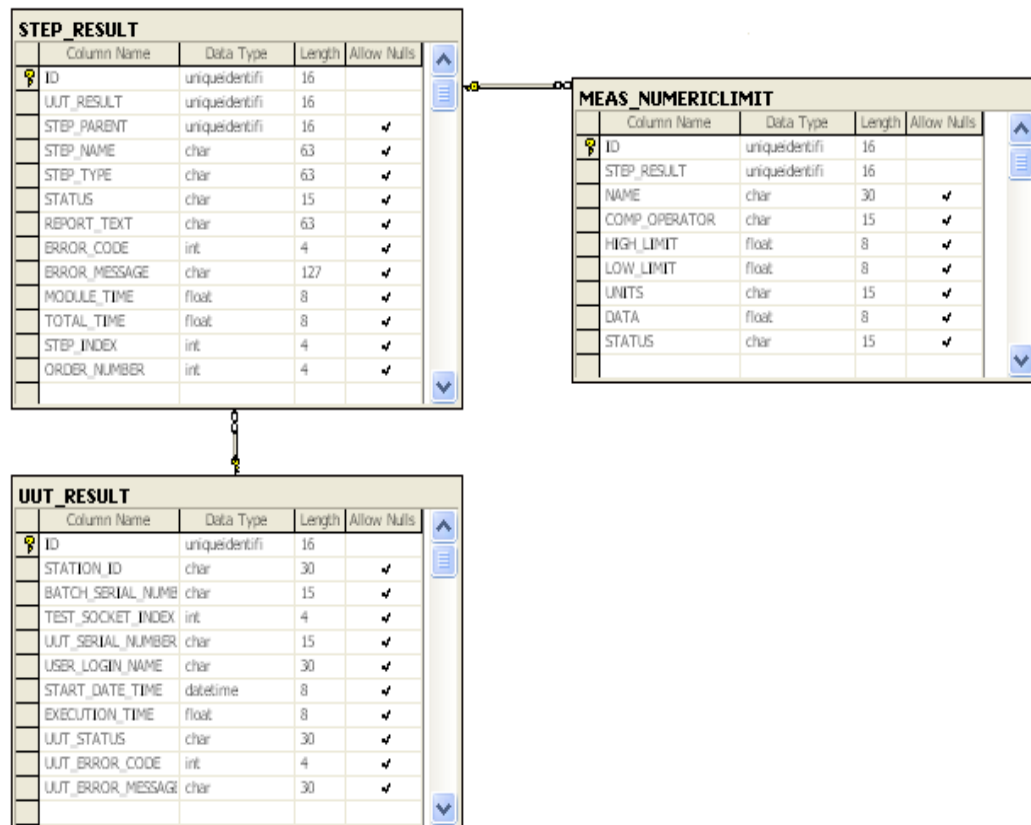 STEP_RESULT
Column Name Data Type Length Allow Nulls
ID uniqueidentifi 16
UUT_RESULT uniqueidentifi 16
STEP_PARENT uniqueidentifi 16 ✓
STEP_NAME char 63 ✓
STEP_TYPE char 63 ✓
STATUS char 15 ✓
REPORT_TEXT char 63 ✓
ERROR_CODE int 4 ✓
ERROR_MESSAGE char 127 ✓
MODULE_TIME float 8 ✓
TOTAL_TIME float 8 ✓
STEP_INDEX int 4 ✓
ORDER_NUMBER int 4 ✓
MEAS_NUMERICLIMIT
Column Name Data Type Length Allow Nulls
ID uniqueidentifi 16
STEP_RESULT uniqueidentifi 16
NAME char 30 ✓
COMP_OPERATOR char 15 ✓
HIGH_LIMIT float 8 ✓
LOW_LIMIT float 8 ✓
UNITS char 15 ✓
DATA float 8 ✓
STATUS char 15 ✓
UUT_RESULT
Column Name Data Type Length Allow Nulls
ID uniqueidentifi 16
STATION_ID char 30 ✓
BATCH_SERIAL_NUMB char 15 ✓
TEST_SOCKET_INDEX int 4 ✓
UUT_SERIAL_NUMBER char 15 ✓
USER_LOGIN_NAME char 30 ✓
START_DATE_TIME datetime 8 ✓
EXECUTION_TIME float 8 ✓
UUT_STATUS char 30 ✓
UUT_ERROR_CODE int 4 ✓
UUT_ERROR_MESSAGE char 30 ✓